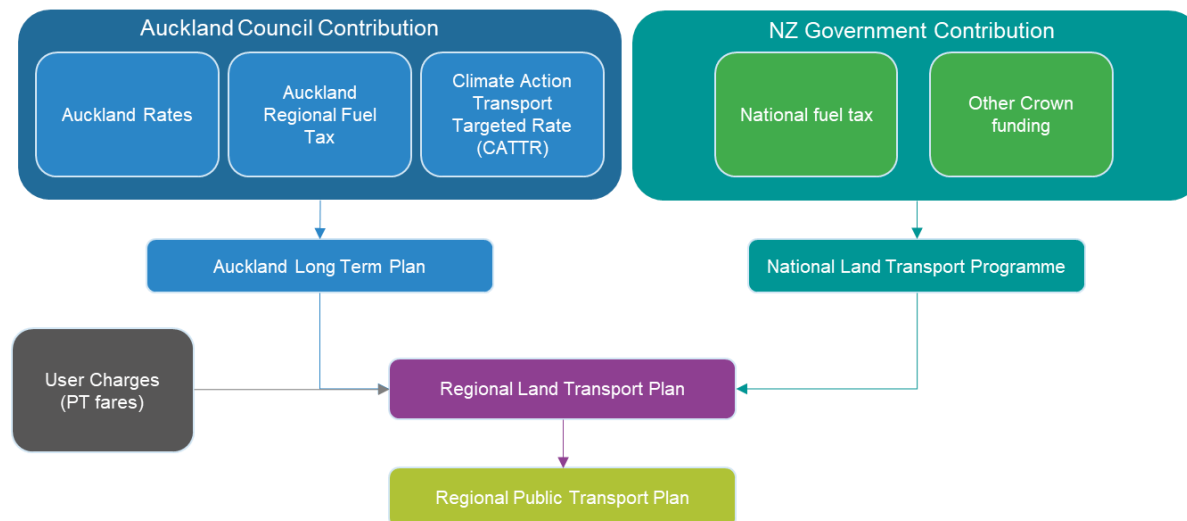 Auckland Council Contribution
Auckland Rates
Auckland
Regional Fuel
Tax
Climate Action
Transport
Targeted Rate
(CATTR)
NZ Government Contribution
National fuel tax
Other Crown
funding
Auckland Long Term Plan
National Land Transport Programme
User Charges
(PT fares)
Regional Land Transport Plan
Regional Public Transport Plan